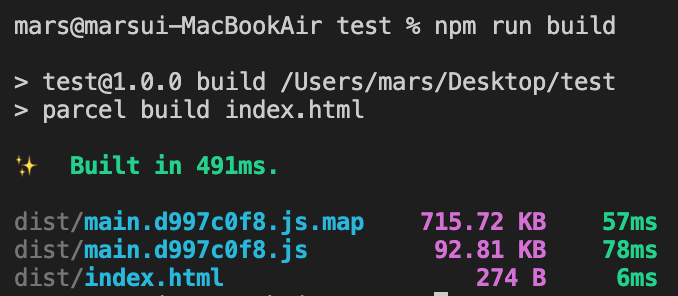 mars@marsui-MacBookAir test % npm run build
> test@1.0.0 build /Users/mars/Desktop/test
> parcel build index.html
✨ Built in 491ms.
dist/main.d997c0f8.js.map 715.72 KB 57ms
dist/main.d997c0f8.js 92.81 KB 78ms
dist/index.html 274 B 6ms